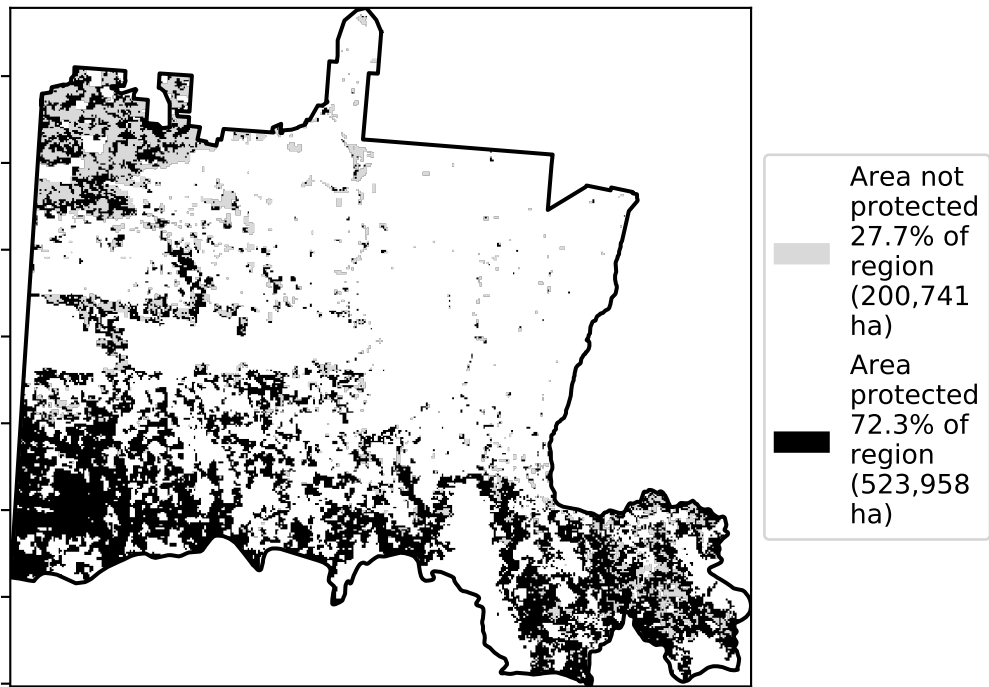 Area not
protected
27.7% of
region
(200,741
ha)
Area
protected
72.3% of
region
(523,958
ha)